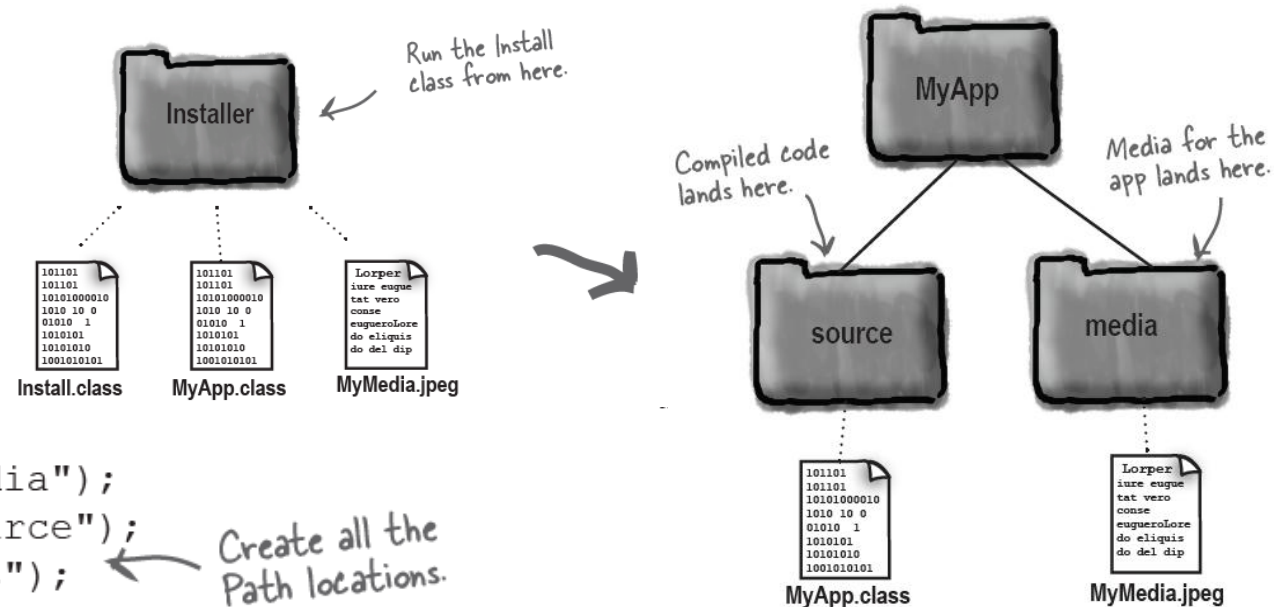 Installer
Run the Install
class from here.
101101
101101
10101000010
1010 10 0
01010 1
1010101
10101010
1001010101
Install.class
101101
101101
10101000010
1010 10 0
01010 1
1010101
10101010
1001010101
MyApp.class
Lorper
iure eugue
tat vero
conse
eugueroLore
do eliquis
do del dip
MyMedia.jpeg
MyApp
Compiled code
lands here.
Media for the
app lands here.
source
media
101101
101101
10101000010
1010 10 0
01010 1
1010101
10101010
1001010101
MyApp.class
Lorper
iure eugue
tat vero
conse
eugueroLore
do eliquis
do del dip
MyMedia.jpeg
dia");
rce");
");
Create all the
Path locations.